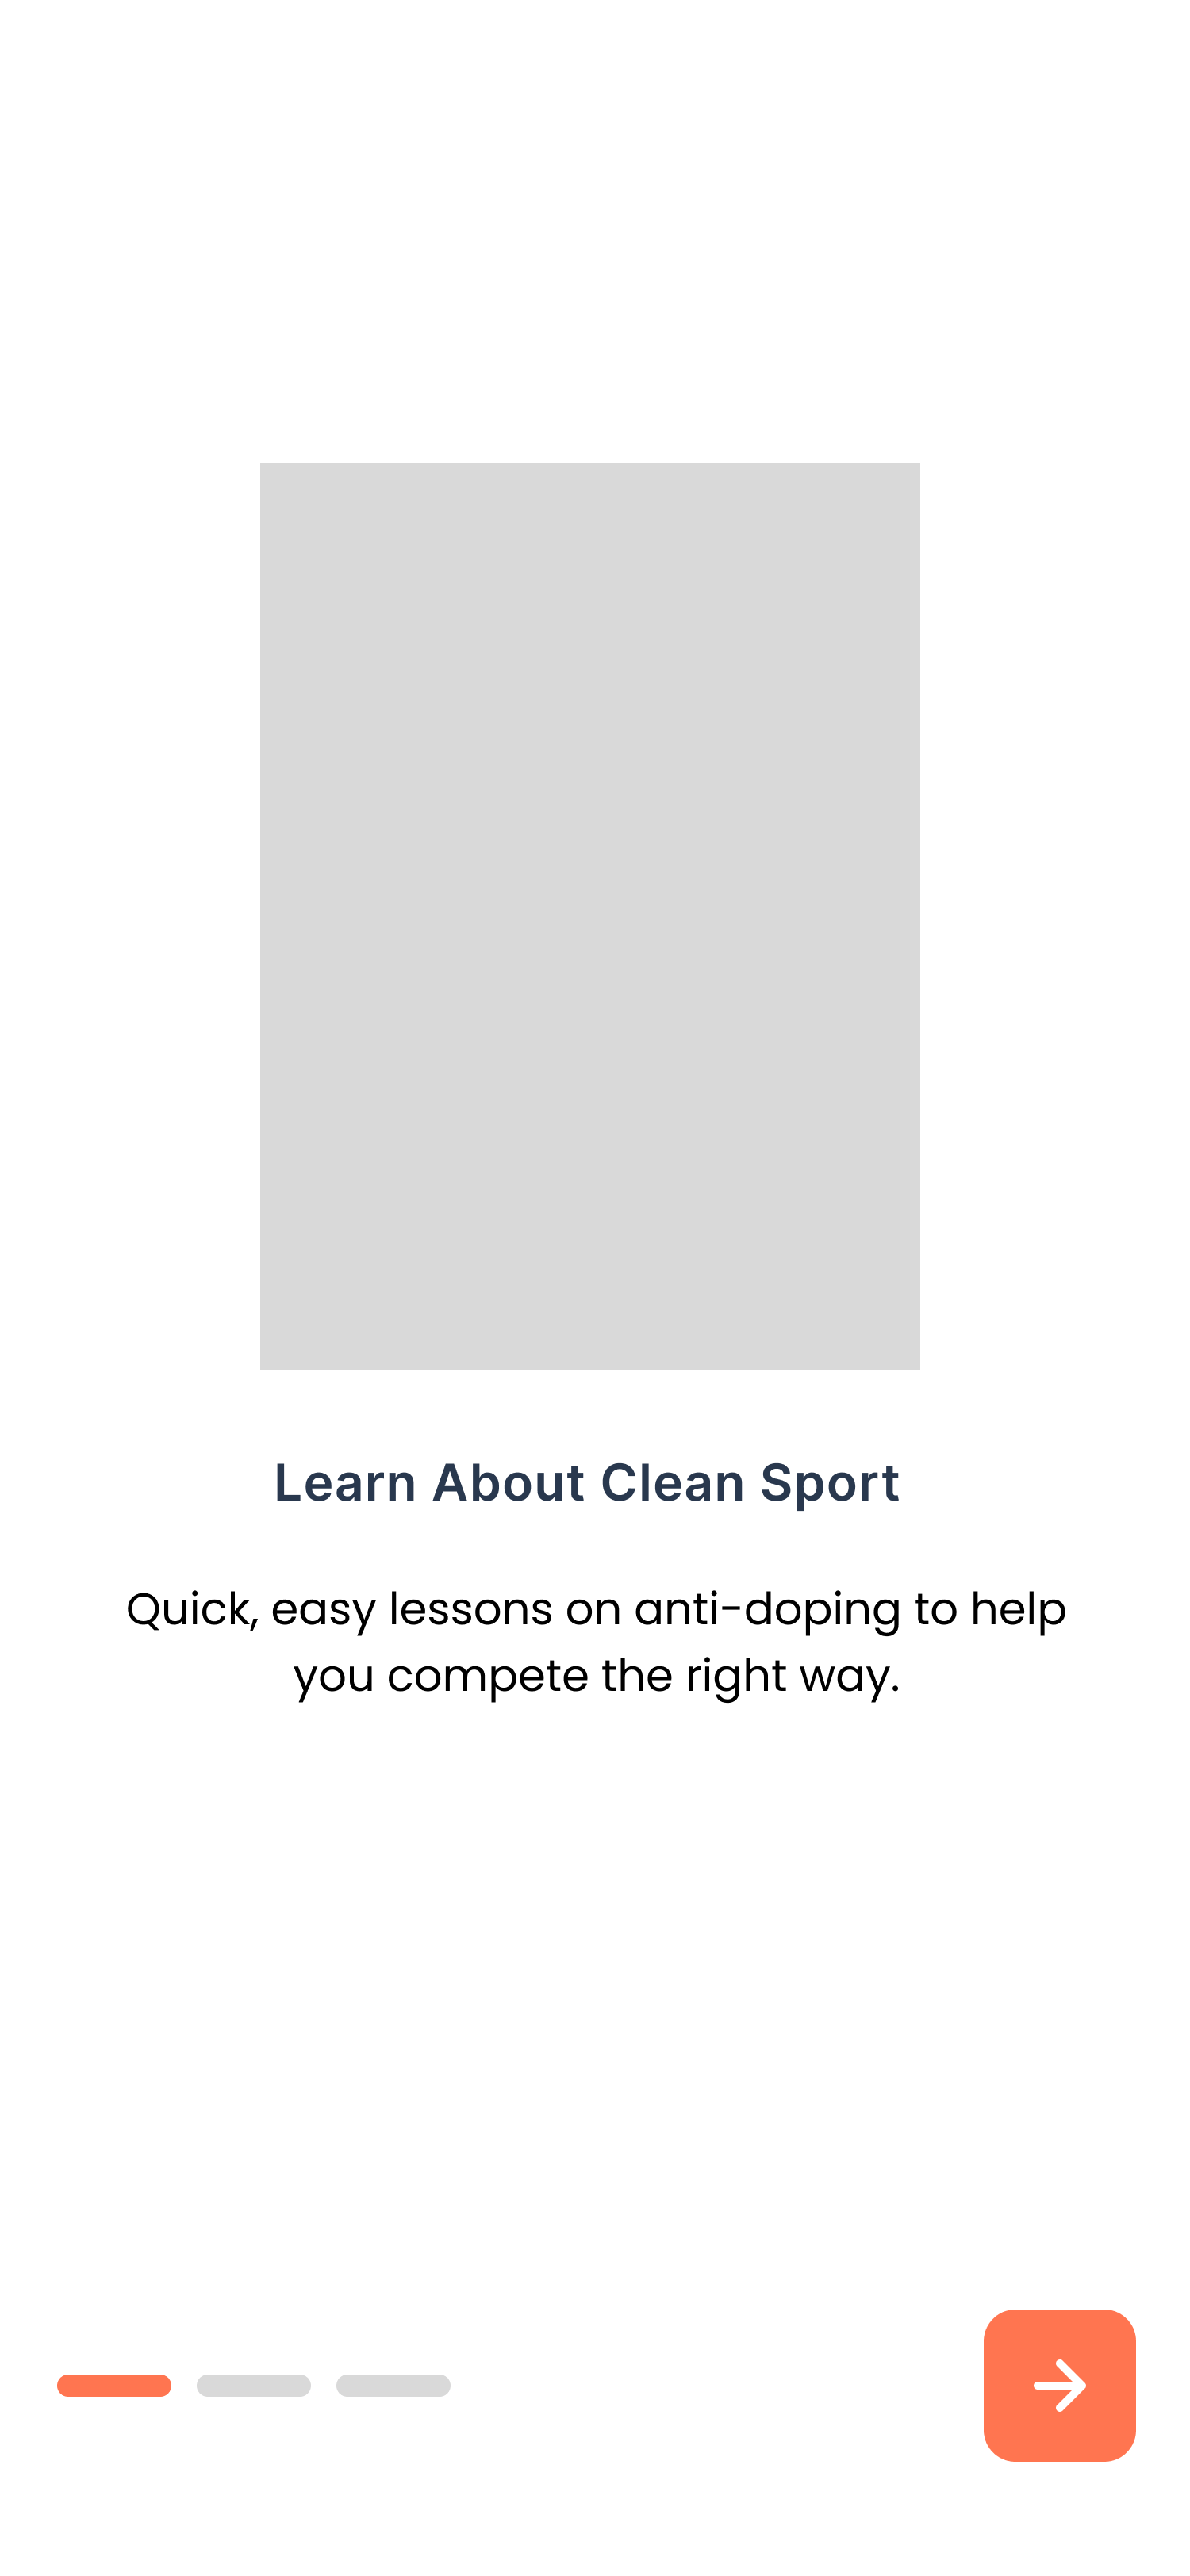 Learn About Clean Sport
Quick, easy lessons on anti-doping to help
you compete the right way.